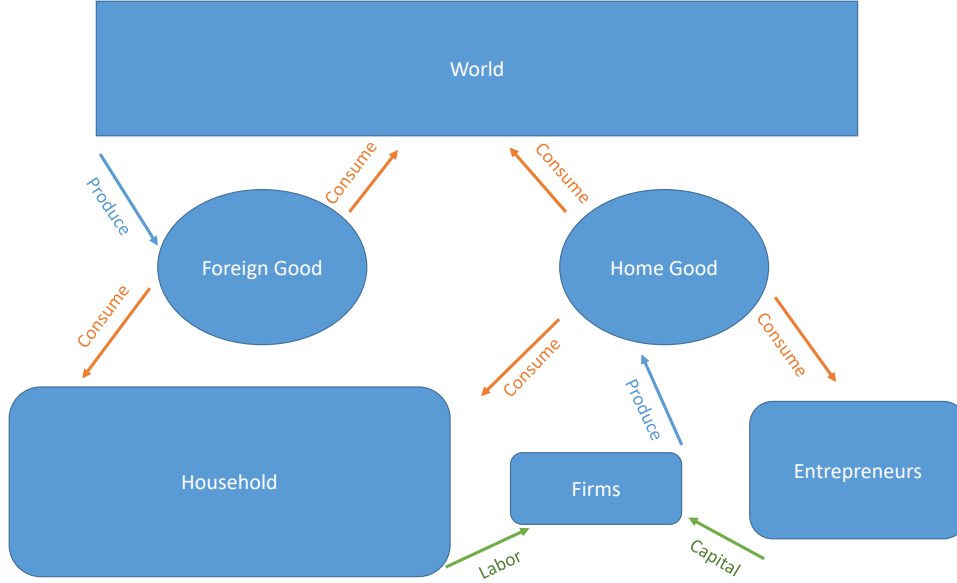 World
Consume
Consume
Produce
Foreign Good
Home Good
Consume
Consume
Consume
Produce
Household
Firms
Entrepreneurs
Labor
Capital